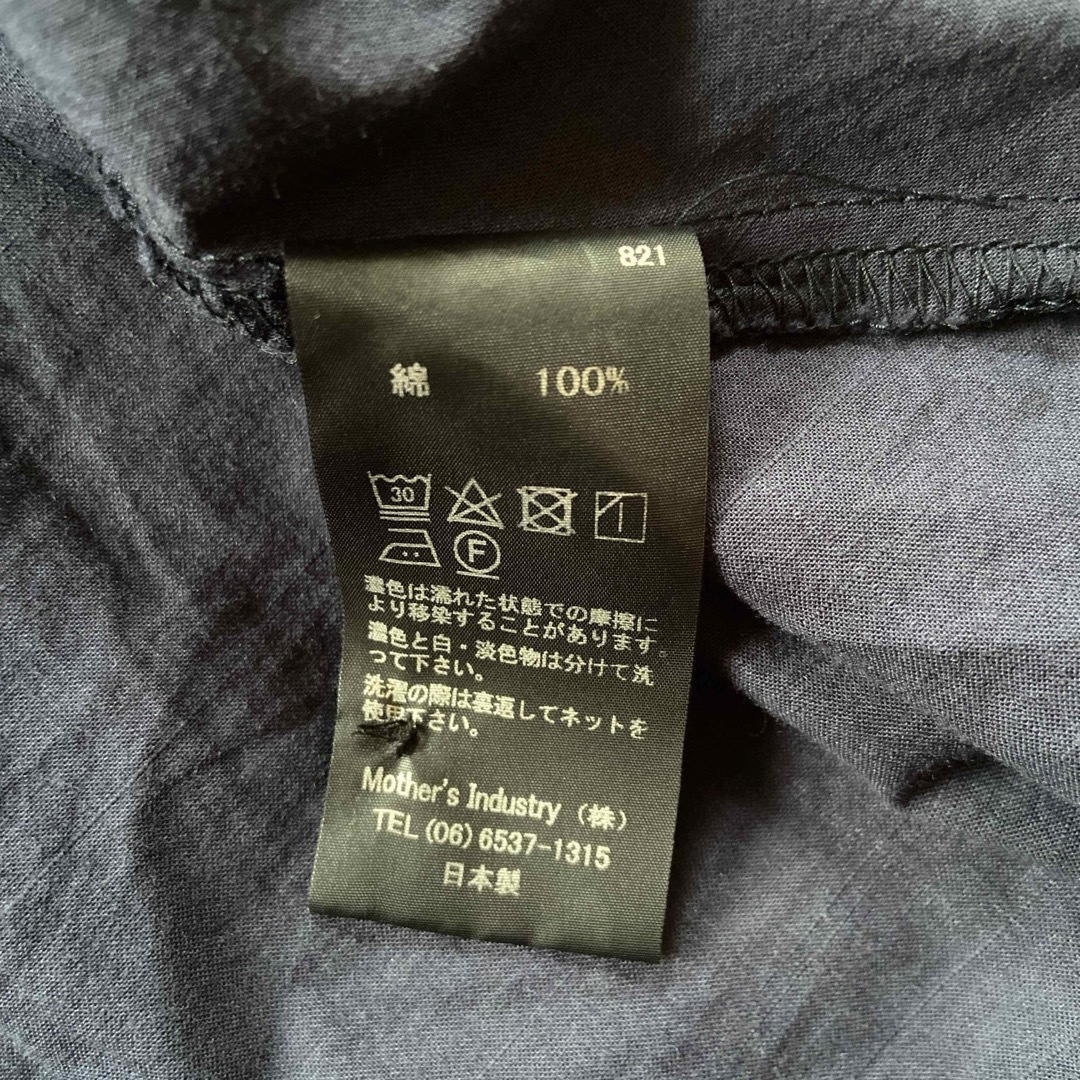 821
綿 100%
30
F
濃色は濡れた状態での摩擦に
より移染することがあります。
濃色と白・淡色物は分けて洗
って下さい。
洗濯の際は裏返してネットを
使用下さい。
Mother's Industry (株)
TEL (06) 6537-1315
日本製